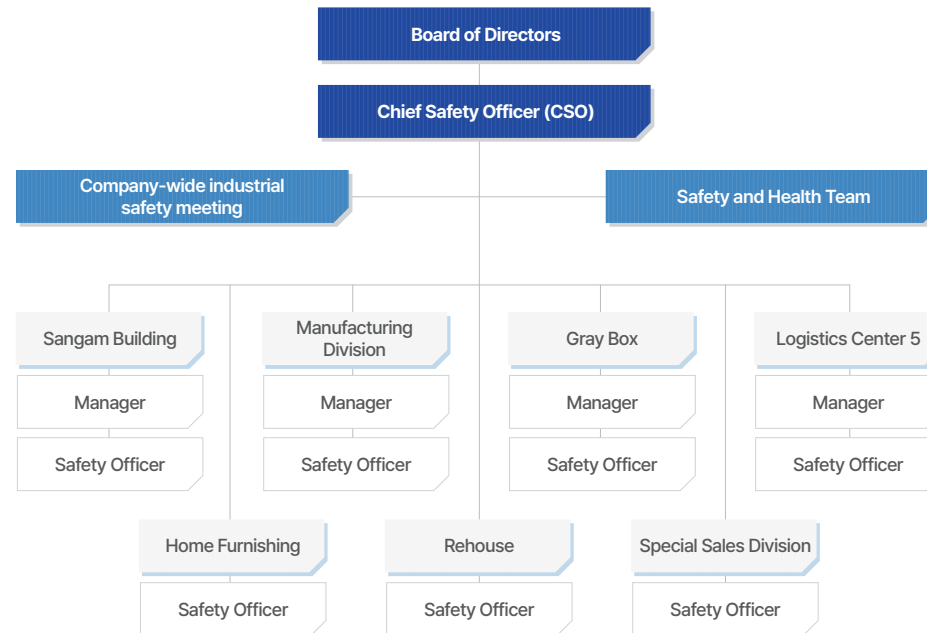 Board of Directors
Chief Safety Officer (CSO)
Company-wide industrial
safety meeting
Safety and Health Team
Sangam Building
Manufacturing
Division
Gray Box
Logistics Center 5
Manager
Manager
Manager
Manager
Safety Officer
Safety Officer
Safety Officer
Safety Officer
Home Furnishing
Rehouse
Special Sales Division
Safety Officer
Safety Officer
Safety Officer